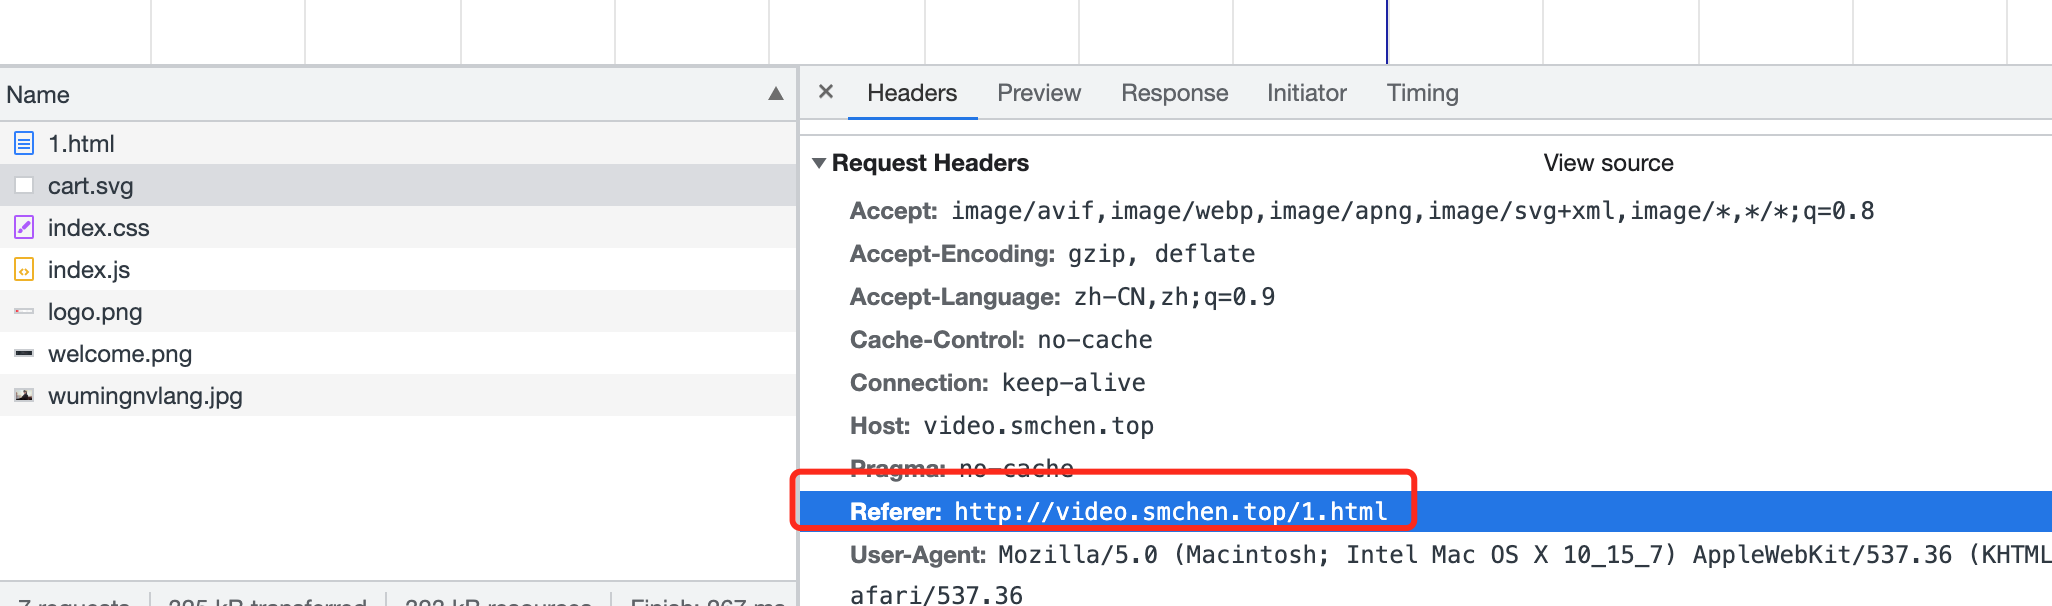 Name
1.html
cart.svg
index.css
index.js
logo.png
welcome.png
wumingnvlang.jpg
7 requests 385 kB transferred 383 kB resources Finish: 867 ms
× Headers Preview Response Initiator Timing
Request Headers View source
Accept: image/avif,image/webp,image/apng,image/svg+xml,image/*,*/*;q=0.8
Accept-Encoding: gzip, deflate
Accept-Language: zh-CN,zh;q=0.9
Cache-Control: no-cache
Connection: keep-alive
Host: video.smchen.top
Pragma: no-cache
Referer: http://video.smchen.top/1.html
User-Agent: Mozilla/5.0 (Macintosh; Intel Mac OS X 10_15_7) AppleWebKit/537.36 (KHTML
afari/537.36